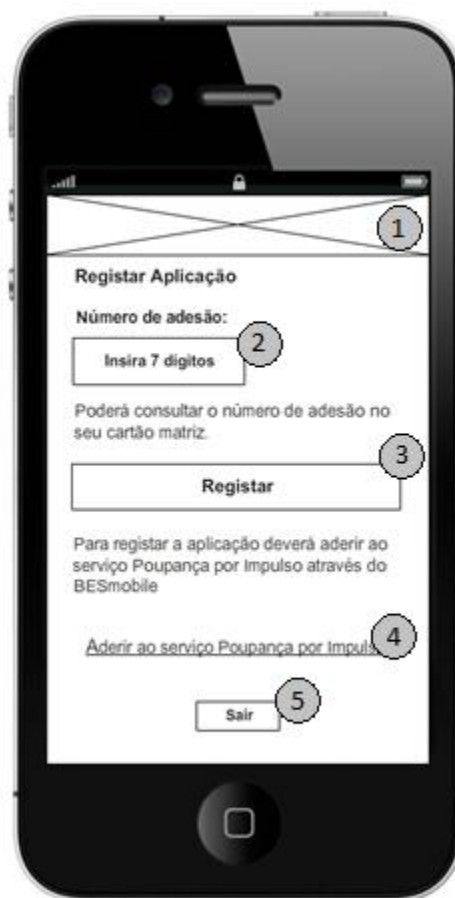 1
Registar Aplicação
Número de adesão:
2
Insira 7 digitos
Poderá consultar o número de adesão no
seu cartão matriz.
3
Registar
Para registar a aplicação deverá aderir ao
serviço Poupança por Impulso através do
BESmobile
4
Aderir ao serviço Poupança por Impuls
5
Sair